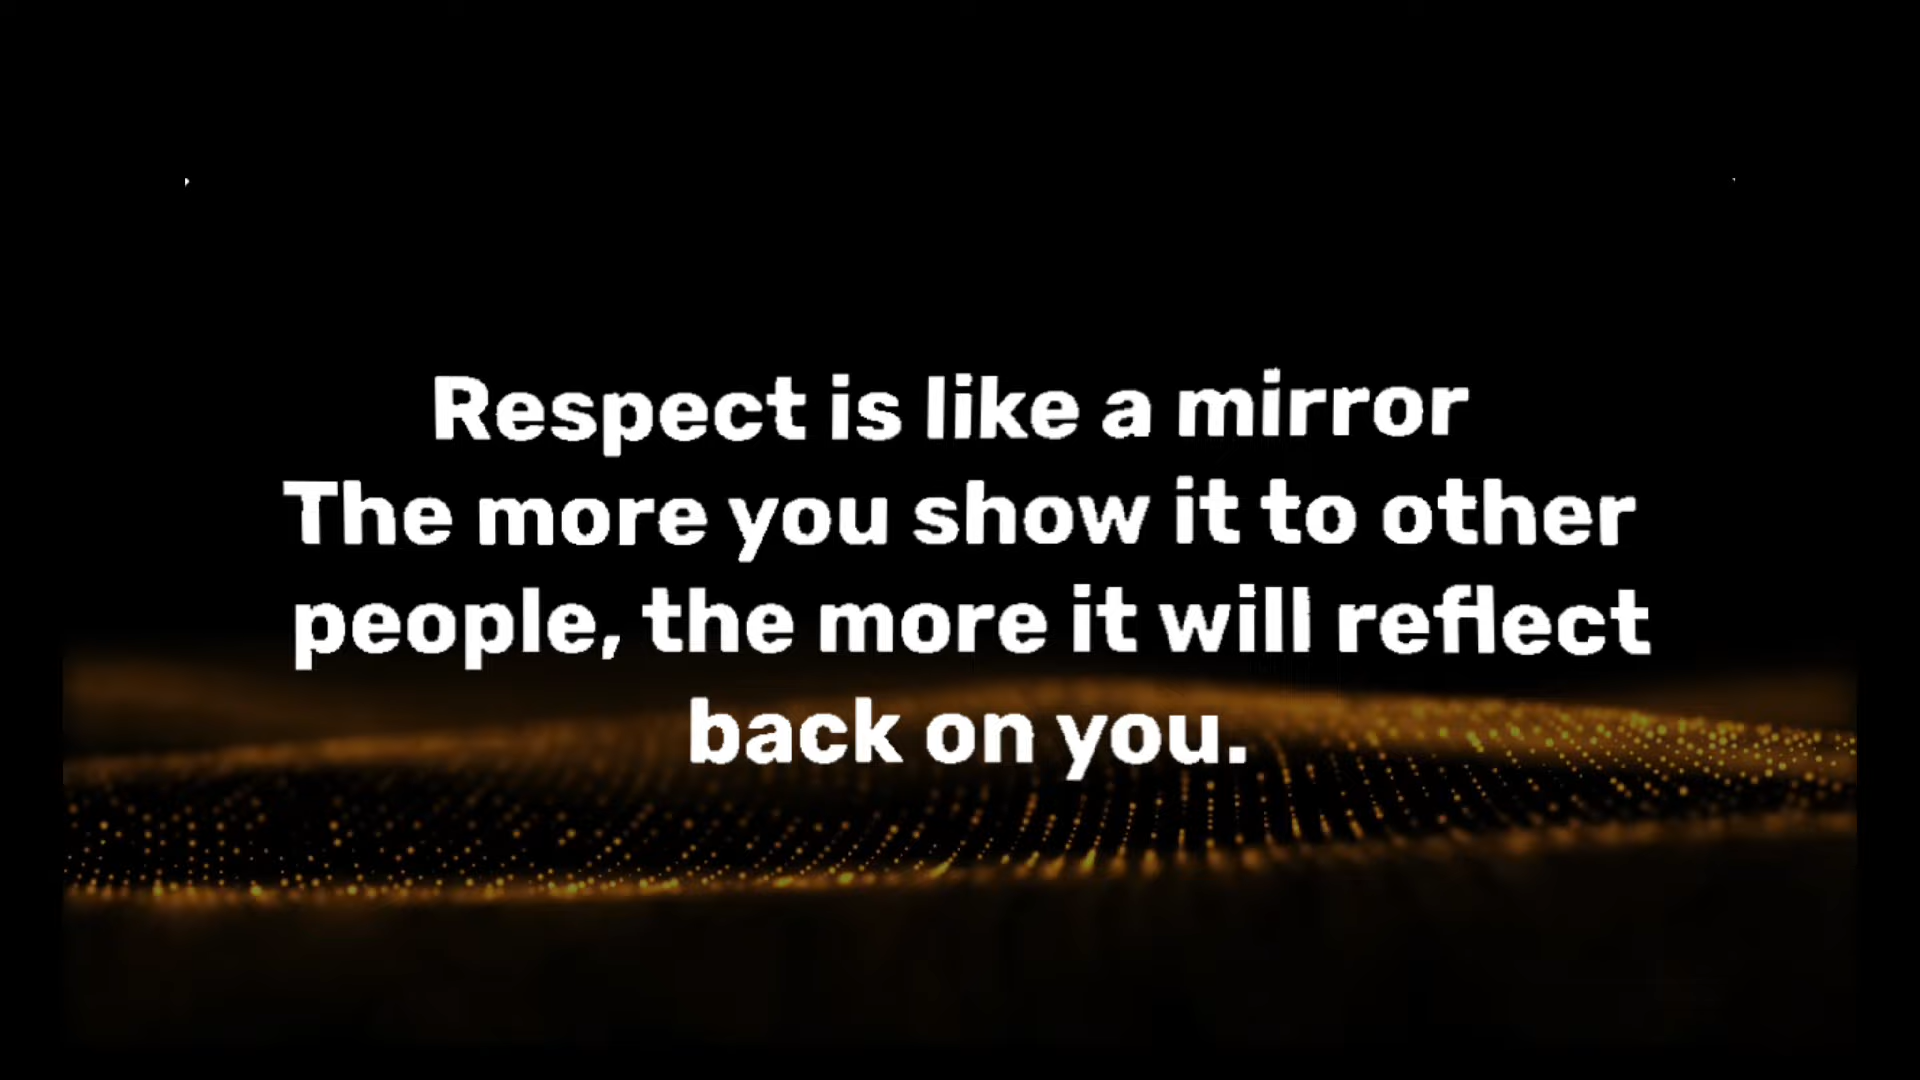 Respect is like a mirror
The more you show it to other
people, the more it will reflect
back on you.